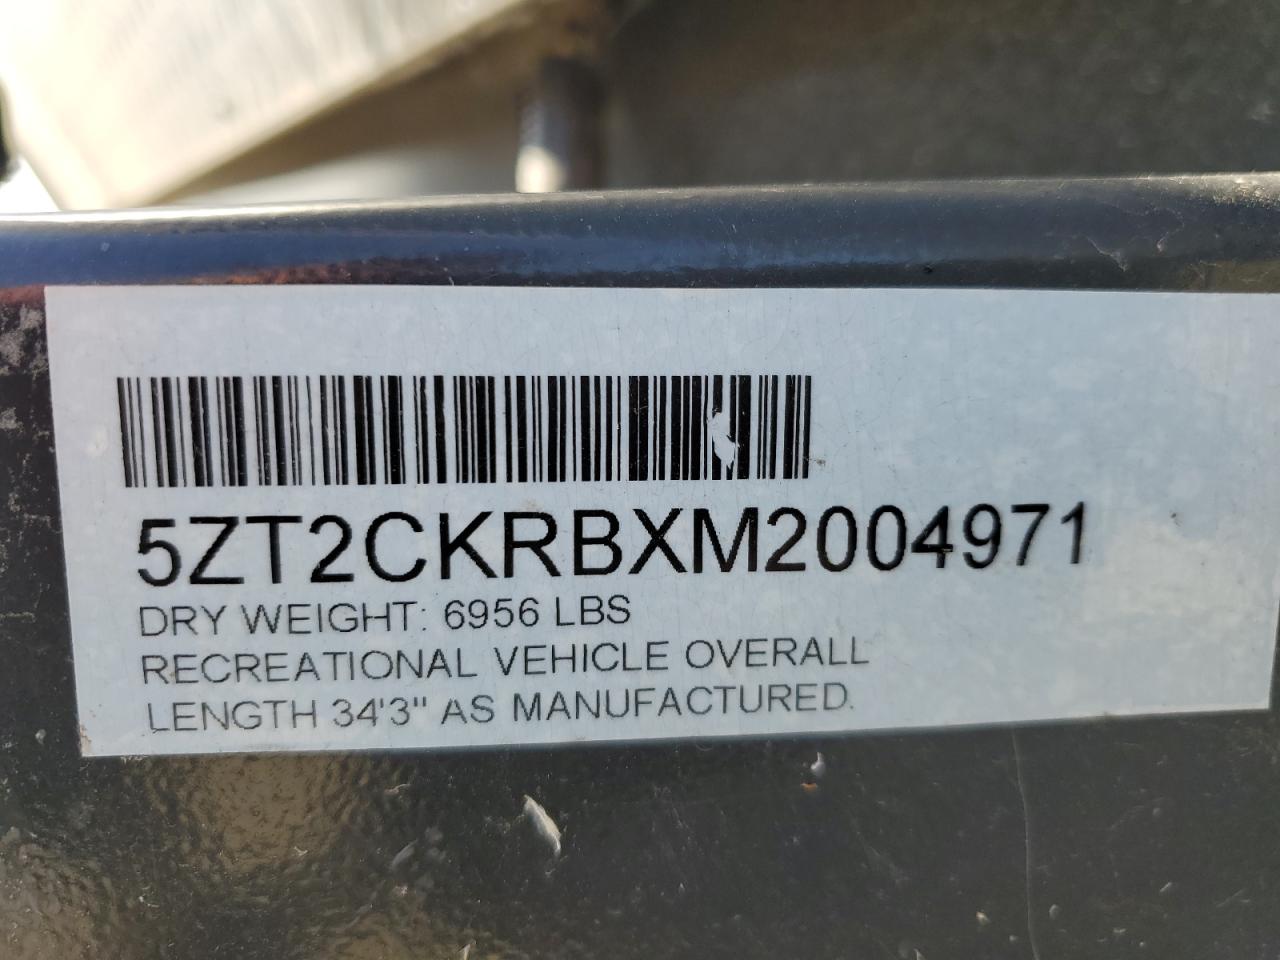 5ZT2CKRBXM2004971
DRY WEIGHT: 6956 LBS
RECREATIONAL VEHICLE OVERALL
LENGTH 34'3" AS MANUFACTURED.